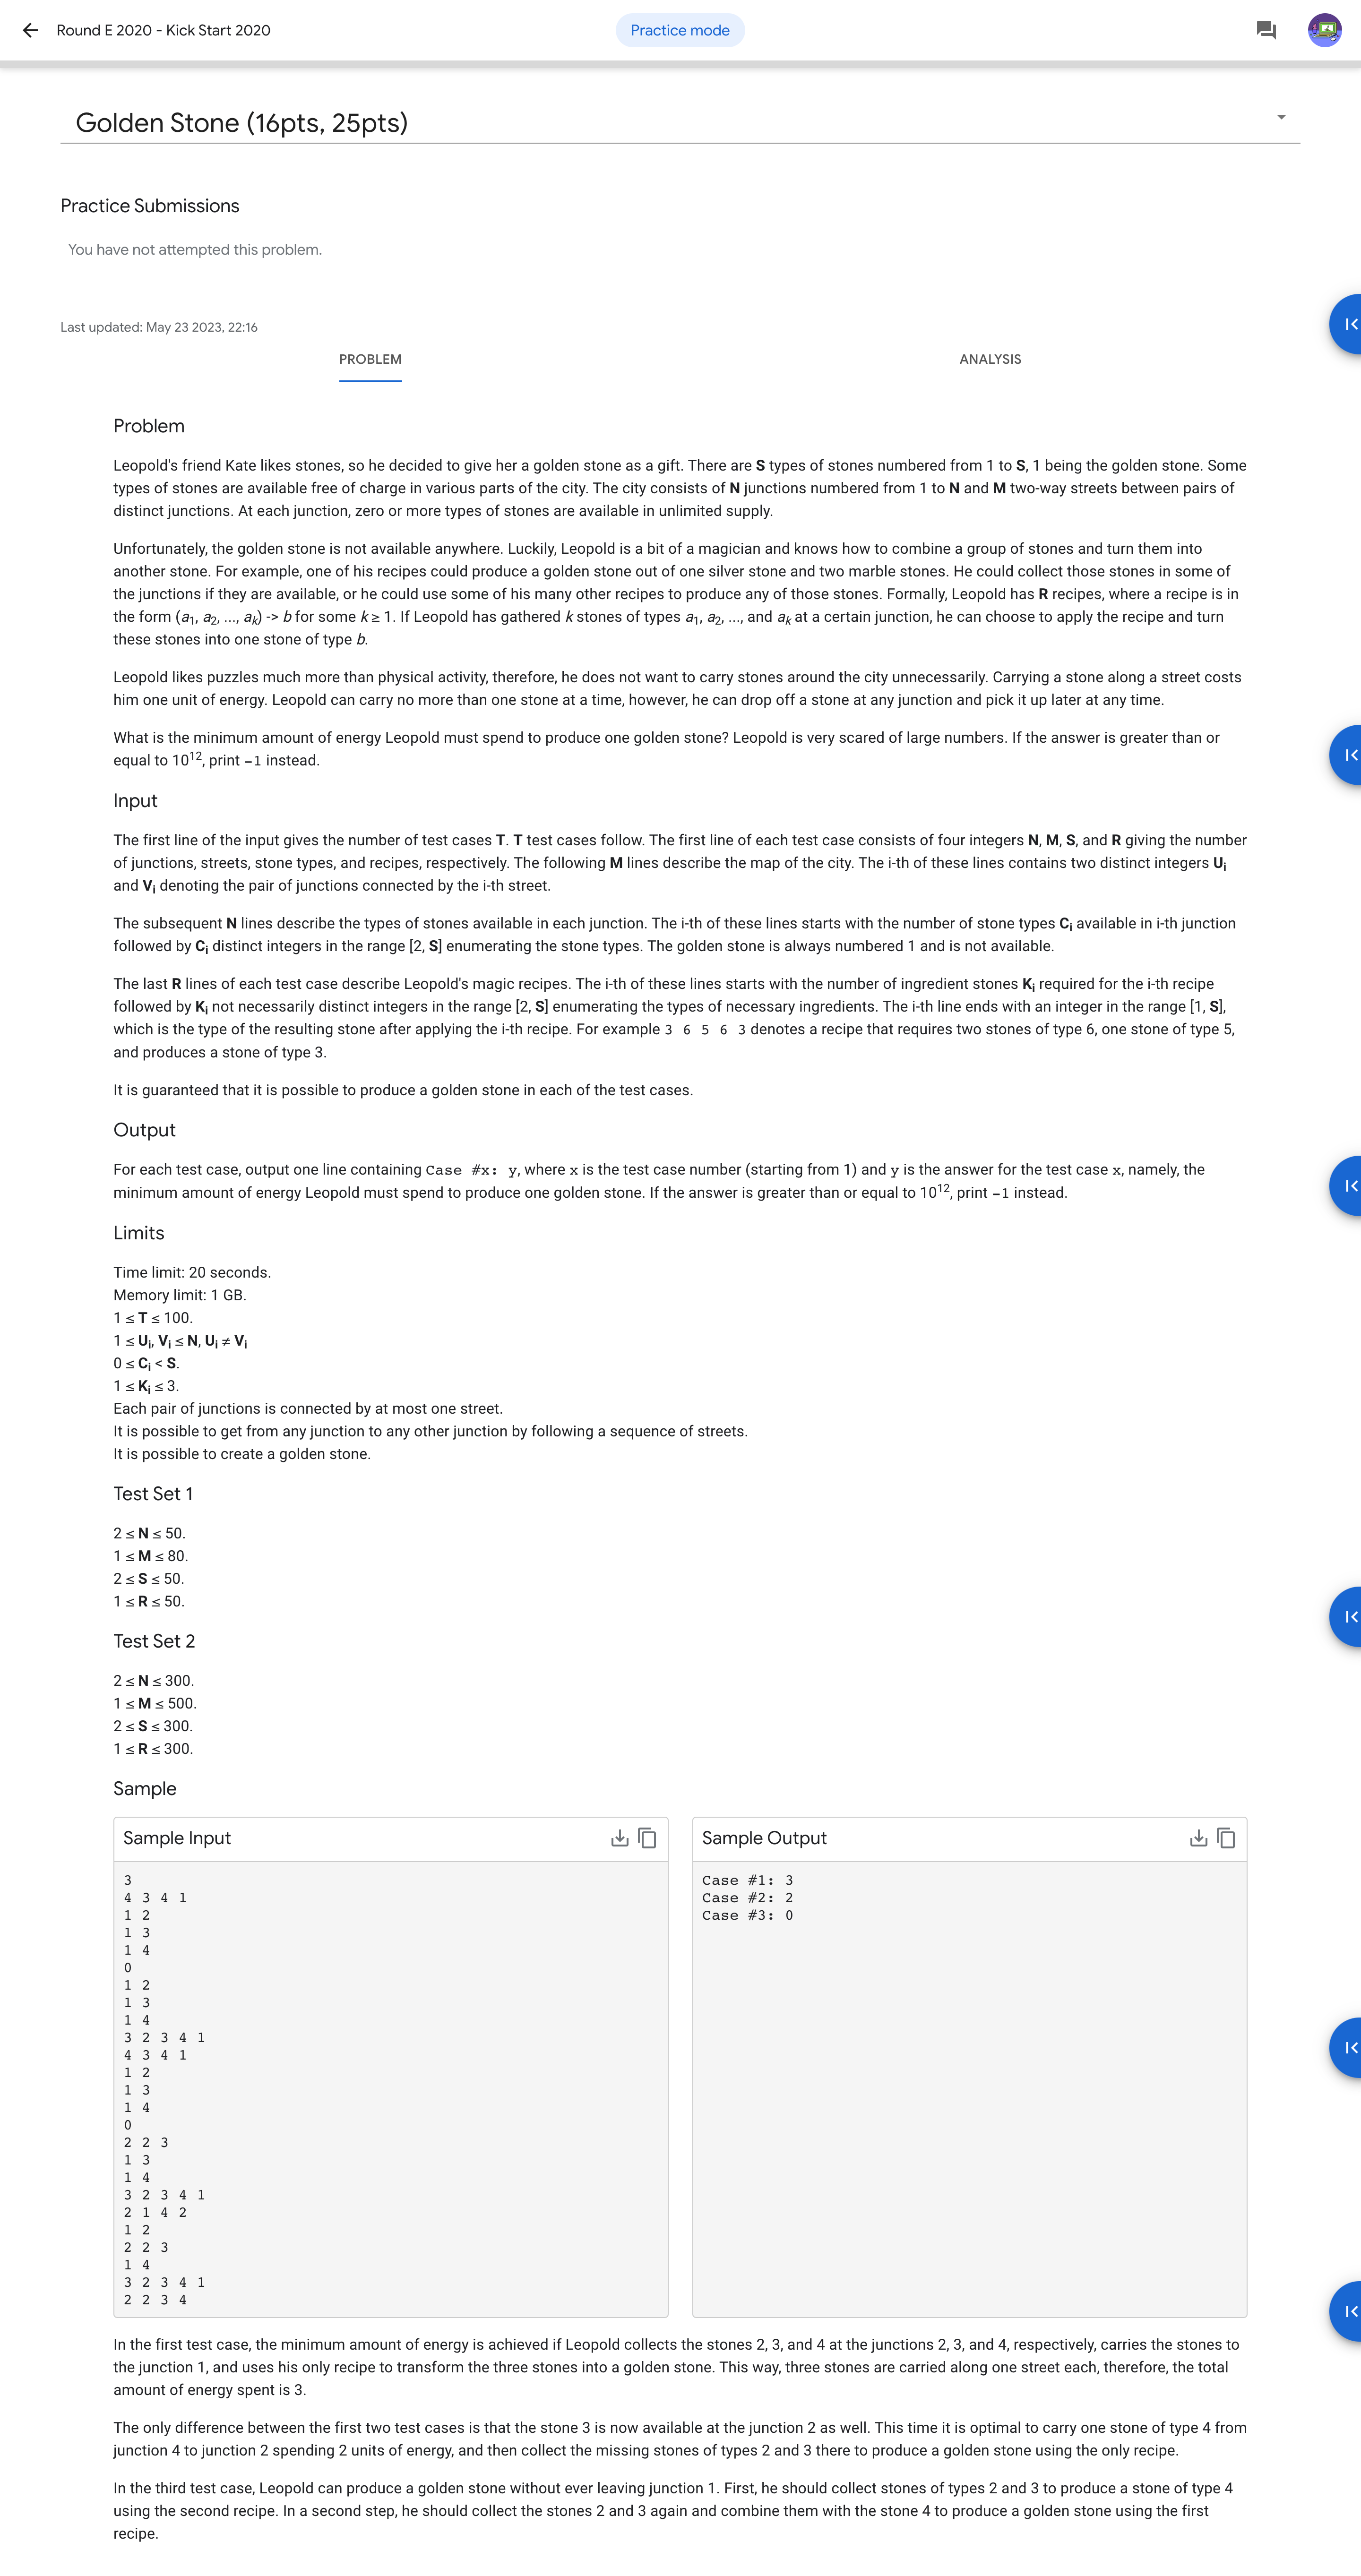 Round E 2020 - Kick Start 2020
Practice mode
Golden Stone (16pts, 25pts)
Practice Submissions
You have not attempted this problem.
Last updated: May 23 2023, 22:16
PROBLEM
ANALYSIS
Problem
Leopold's friend Kate likes stones, so he decided to give her a golden stone as a gift. There are S types of stones numbered from 1 to S, 1 being the golden stone. Some
types of stones are available free of charge in various parts of the city. The city consists of N junctions numbered from 1 to N and M two-way streets between pairs of
distinct junctions. At each junction, zero or more types of stones are available in unlimited supply.
Unfortunately, the golden stone is not available anywhere. Luckily, Leopold is a bit of a magician and knows how to combine a group of stones and turn them into
another stone. For example, one of his recipes could produce a golden stone out of one silver stone and two marble stones. He could collect those stones in some of
the junctions if they are available, or he could use some of his many other recipes to produce any of those stones. Formally, Leopold has R recipes, where a recipe is in
the form (a1, a2, ..., ak) -> b for some k ≥ 1. If Leopold has gathered k stones of types a1, a2, ..., and ak at a certain junction, he can choose to apply the recipe and turn
these stones into one stone of type b.
Leopold likes puzzles much more than physical activity, therefore, he does not want to carry stones around the city unnecessarily. Carrying a stone along a street costs
him one unit of energy. Leopold can carry no more than one stone at a time, however, he can drop off a stone at any junction and pick it up later at any time.
What is the minimum amount of energy Leopold must spend to produce one golden stone? Leopold is very scared of large numbers. If the answer is greater than or
equal to 10^12, print -1 instead.
Input
The first line of the input gives the number of test cases T. T test cases follow. The first line of each test case consists of four integers N, M, S, and R giving the number
of junctions, streets, stone types, and recipes, respectively. The following M lines describe the map of the city. The i-th of these lines contains two distinct integers Ui
and Vi denoting the pair of junctions connected by the i-th street.
The subsequent N lines describe the types of stones available in each junction. The i-th of these lines starts with the number of stone types Ci available in i-th junction
followed by Ci distinct integers in the range [2, S] enumerating the stone types. The golden stone is always numbered 1 and is not available.
The last R lines of each test case describe Leopold's magic recipes. The i-th of these lines starts with the number of ingredient stones Ki required for the i-th recipe
followed by Ki not necessarily distinct integers in the range [2, S] enumerating the types of necessary ingredients. The i-th line ends with an integer in the range [1, S],
which is the type of the resulting stone after applying the i-th recipe. For example 3 6 5 6 3 denotes a recipe that requires two stones of type 6, one stone of type 5,
and produces a stone of type 3.
It is guaranteed that it is possible to produce a golden stone in each of the test cases.
Output
For each test case, output one line containing Case #x: y, where x is the test case number (starting from 1) and y is the answer for the test case x, namely, the
minimum amount of energy Leopold must spend to produce one golden stone. If the answer is greater than or equal to 10^12, print -1 instead.
Limits
Time limit: 20 seconds.
Memory limit: 1 GB.
1 ≤ T ≤ 100.
1 ≤ Ui, Vi ≤ N, Ui ≠ Vi
0 ≤ Ci < S.
1 ≤ Ki ≤ 3.
Each pair of junctions is connected by at most one street.
It is possible to get from any junction to any other junction by following a sequence of streets.
It is possible to create a golden stone.
Test Set 1
2 ≤ N ≤ 50.
1 ≤ M ≤ 80.
2 ≤ S ≤ 50.
1 ≤ R ≤ 50.
Test Set 2
2 ≤ N ≤ 300.
1 ≤ M ≤ 500.
2 ≤ S ≤ 300.
1 ≤ R ≤ 300.
Sample
Sample Input
3
4 3 4 1
1 2
1 3
1 4
0
1 2
1 3
1 4
3 2 3 4 1
4 3 4 1
1 2
1 3
1 4
0
2 2 3
1 3
1 4
3 2 3 4 1
2 1 4 2
1 2
2 2 3
1 4
3 2 3 4 1
2 2 3 4
Sample Output
Case #1: 3
Case #2: 2
Case #3: 0
In the first test case, the minimum amount of energy is achieved if Leopold collects the stones 2, 3, and 4 at the junctions 2, 3, and 4, respectively, carries the stones to
the junction 1, and uses his only recipe to transform the three stones into a golden stone. This way, three stones are carried along one street each, therefore, the total
amount of energy spent is 3.
The only difference between the first two test cases is that the stone 3 is now available at the junction 2 as well. This time it is optimal to carry one stone of type 4 from
junction 4 to junction 2 spending 2 units of energy, and then collect the missing stones of types 2 and 3 there to produce a golden stone using the only recipe.
In the third test case, Leopold can produce a golden stone without ever leaving junction 1. First, he should collect stones of types 2 and 3 to produce a stone of type 4
using the second recipe. In a second step, he should collect the stones 2 and 3 again and combine them with the stone 4 to produce a golden stone using the first
recipe.